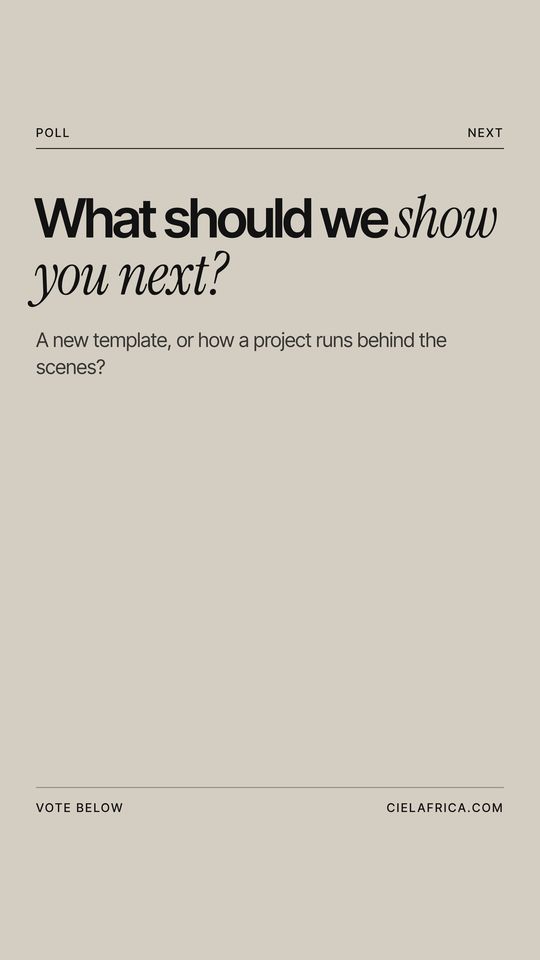 POLL NEXT
What should we show
you next?
A new template, or how a project runs behind the
scenes?
VOTE BELOW CIELAFRICA.COM